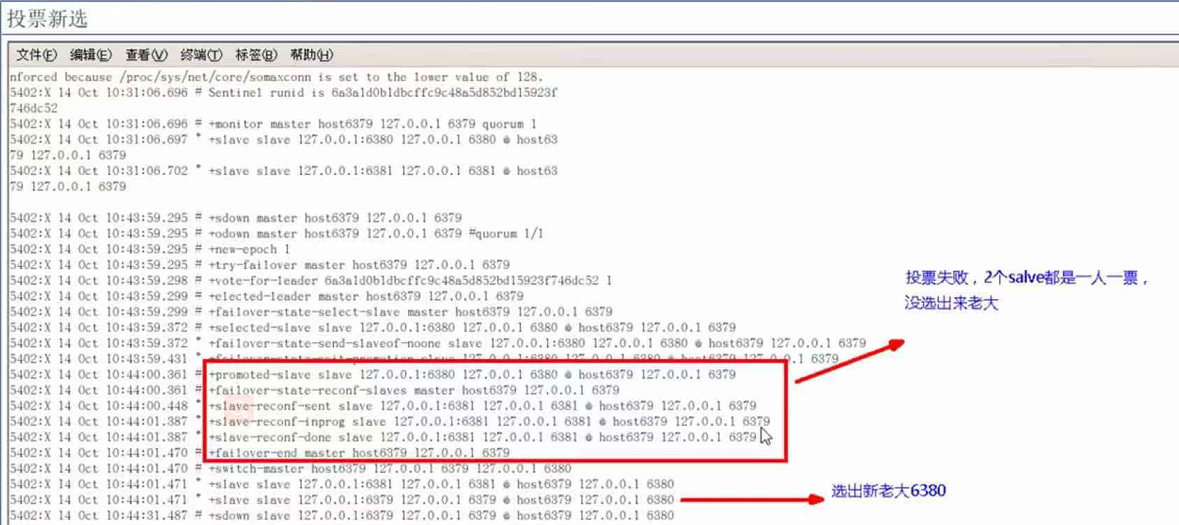 投票新选
文件(F) 编辑(E) 查看(V) 终端(T) 标签(B) 帮助(H)
nforced because /proc/sys/net/core/somaxconn is set to the lower value of 128.
5402:X 14 Oct 10:31:06.696 # Sentinel runid is 6a3a1d0b1dbcffc9c48a5d852bd15923f
746dc52
5402:X 14 Oct 10:31:06.696 # +monitor master host6379 127.0.0.1 6379 quorum 1
5402:X 14 Oct 10:31:06.697 * +slave slave 127.0.0.1:6380 127.0.0.1 6380 @ host63
79 127.0.0.1 6379
5402:X 14 Oct 10:31:06.702 * +slave slave 127.0.0.1:6381 127.0.0.1 6381 @ host63
79 127.0.0.1 6379
5402:X 14 Oct 10:43:59.295 # +sdown master host6379 127.0.0.1 6379
5402:X 14 Oct 10:43:59.295 # +odown master host6379 127.0.0.1 6379 #quorum 1/1
5402:X 14 Oct 10:43:59.295 # +new-epoch 1
5402:X 14 Oct 10:43:59.295 # +try-failover master host6379 127.0.0.1 6379
5402:X 14 Oct 10:43:59.298 # +vote-for-leader 6a3a1d0b1dbcffc9c48a5d852bd15923f746dc52 1
5402:X 14 Oct 10:43:59.299 # +elected-leader master host6379 127.0.0.1 6379
5402:X 14 Oct 10:43:59.299 # +failover-state-select-slave master host6379 127.0.0.1 6379
5402:X 14 Oct 10:43:59.372 # +selected-slave slave 127.0.0.1:6380 127.0.0.1 6380 @ host6379 127.0.0.1 6379
5402:X 14 Oct 10:43:59.372 * +failover-state-send-slaveof-noone slave 127.0.0.1:6380 127.0.0.1 6380 @ host6379 127.0.0.1 6379
5402:X 14 Oct 10:43:59.431 * +failover-state-wait-promotion slave 127.0.0.1:6380 127.0.0.1 6380 @ host6379 127.0.0.1 6379
5402:X 14 Oct 10:44:00.361 # +promoted-slave slave 127.0.0.1:6380 127.0.0.1 6380 @ host6379 127.0.0.1 6379
5402:X 14 Oct 10:44:00.361 # +failover-state-reconf-slaves master host6379 127.0.0.1 6379
5402:X 14 Oct 10:44:00.448 * +slave-reconf-sent slave 127.0.0.1:6381 127.0.0.1 6381 @ host6379 127.0.0.1 6379
5402:X 14 Oct 10:44:01.387 * +slave-reconf-inprog slave 127.0.0.1:6381 127.0.0.1 6381 @ host6379 127.0.0.1 6379
5402:X 14 Oct 10:44:01.387 * +slave-reconf-done slave 127.0.0.1:6381 127.0.0.1 6381 @ host6379 127.0.0.1 6379
5402:X 14 Oct 10:44:01.470 # +failover-end master host6379 127.0.0.1 6379
5402:X 14 Oct 10:44:01.470 # +switch-master host6379 127.0.0.1 6379 127.0.0.1 6380
5402:X 14 Oct 10:44:01.471 * +slave slave 127.0.0.1:6381 127.0.0.1 6381 @ host6379 127.0.0.1 6380
5402:X 14 Oct 10:44:01.471 * +slave slave 127.0.0.1:6379 127.0.0.1 6379 @ host6379 127.0.0.1 6380
5402:X 14 Oct 10:44:31.487 # +sdown slave 127.0.0.1:6379 127.0.0.1 6379 @ host6379 127.0.0.1 6380
投票失败，2个salve都是一人一票，
没选出来老大
选出新老大6380